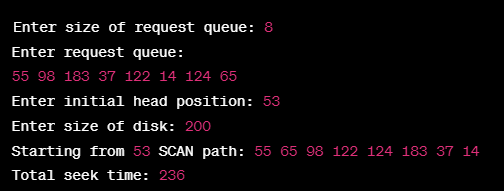 Enter size of request queue: 8
Enter request queue:
55 98 183 37 122 14 124 65
Enter initial head position: 53
Enter size of disk: 200
Starting from 53 SCAN path: 55 65 98 122 124 183 37 14
Total seek time: 236